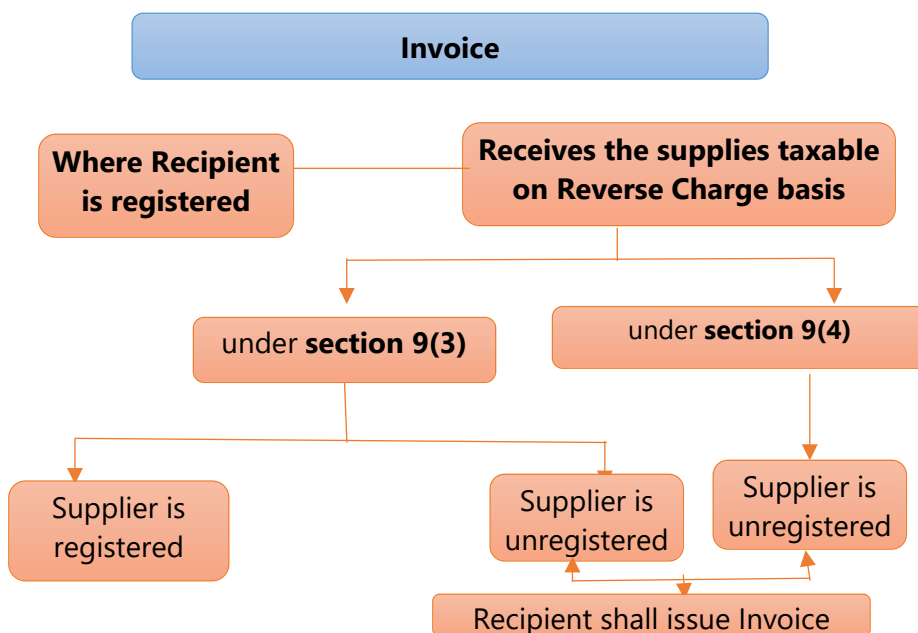 Invoice
Where Recipient
is registered
Receives the supplies taxable
on Reverse Charge basis
under section 9(3)
under section 9(4)
Supplier is
registered
Supplier is
unregistered
Supplier is
unregistered
Recipient shall issue Invoice